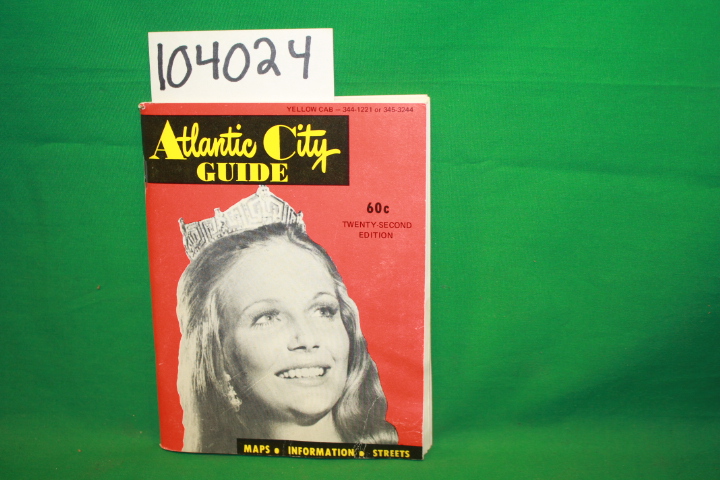 104024
YELLOW CAB — 344-1221 or 345-3244
Atlantic City
GUIDE
60c
TWENTY-SECOND
EDITION
MAPS • INFORMATION • STREETS